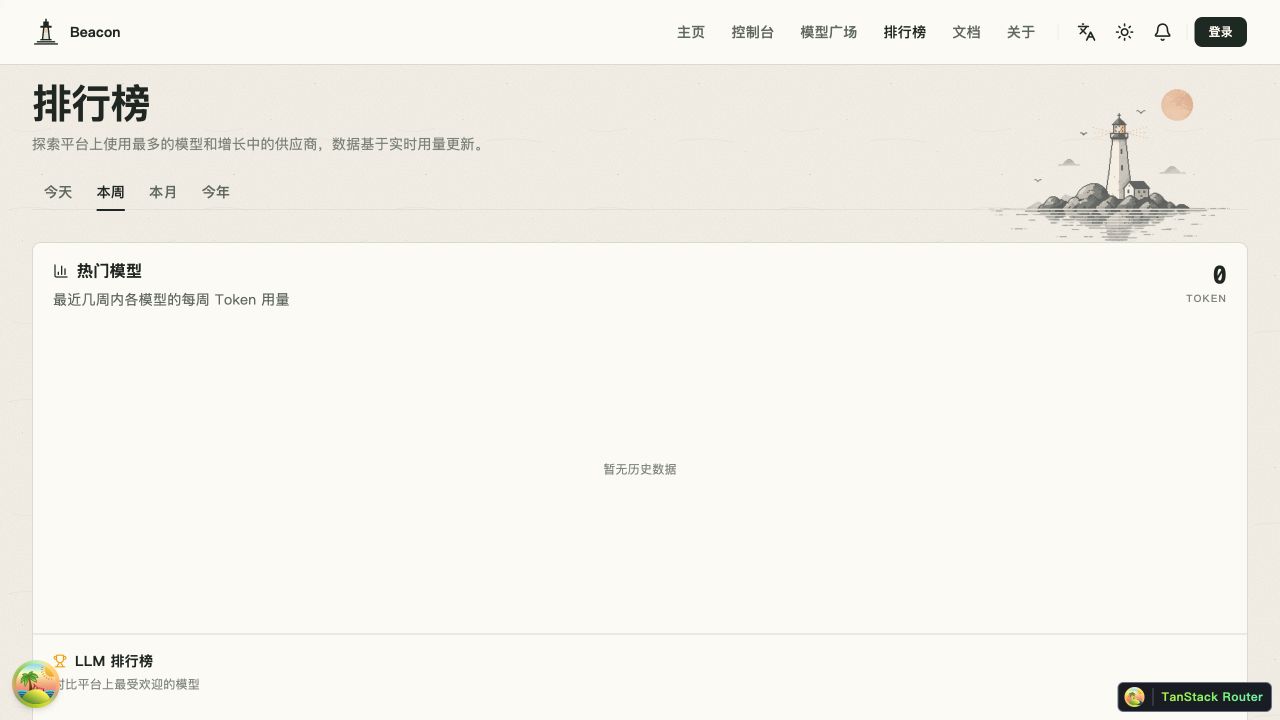 Beacon
主页
控制台
模型广场
排行榜
文档
关于
登录
排行榜
探索平台上使用最多的模型和增长中的供应商，数据基于实时用量更新。
今天
本周
本月
今年
热门模型
0
最近几周内各模型的每周 Token 用量
TOKEN
暂无历史数据
LLM 排行榜
对比平台上最受欢迎的模型
TanStack Router